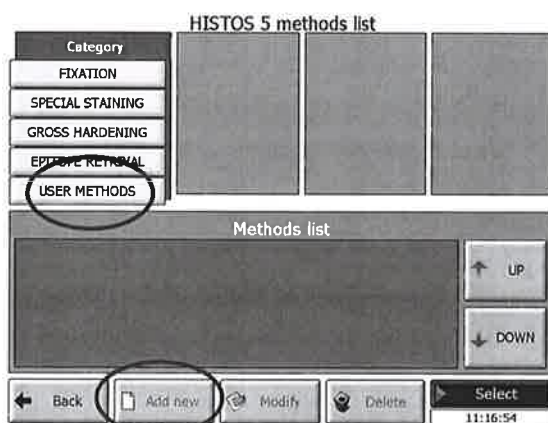 HISTOS 5 methods list
Category
FIXATION
SPECIAL STAINING
GROSS HARDENING
EPITOPE RETRIVAL
USER METHODS
Methods list
UP
DOWN
Back
Add new
Modify
Delete
Select
11:16:54